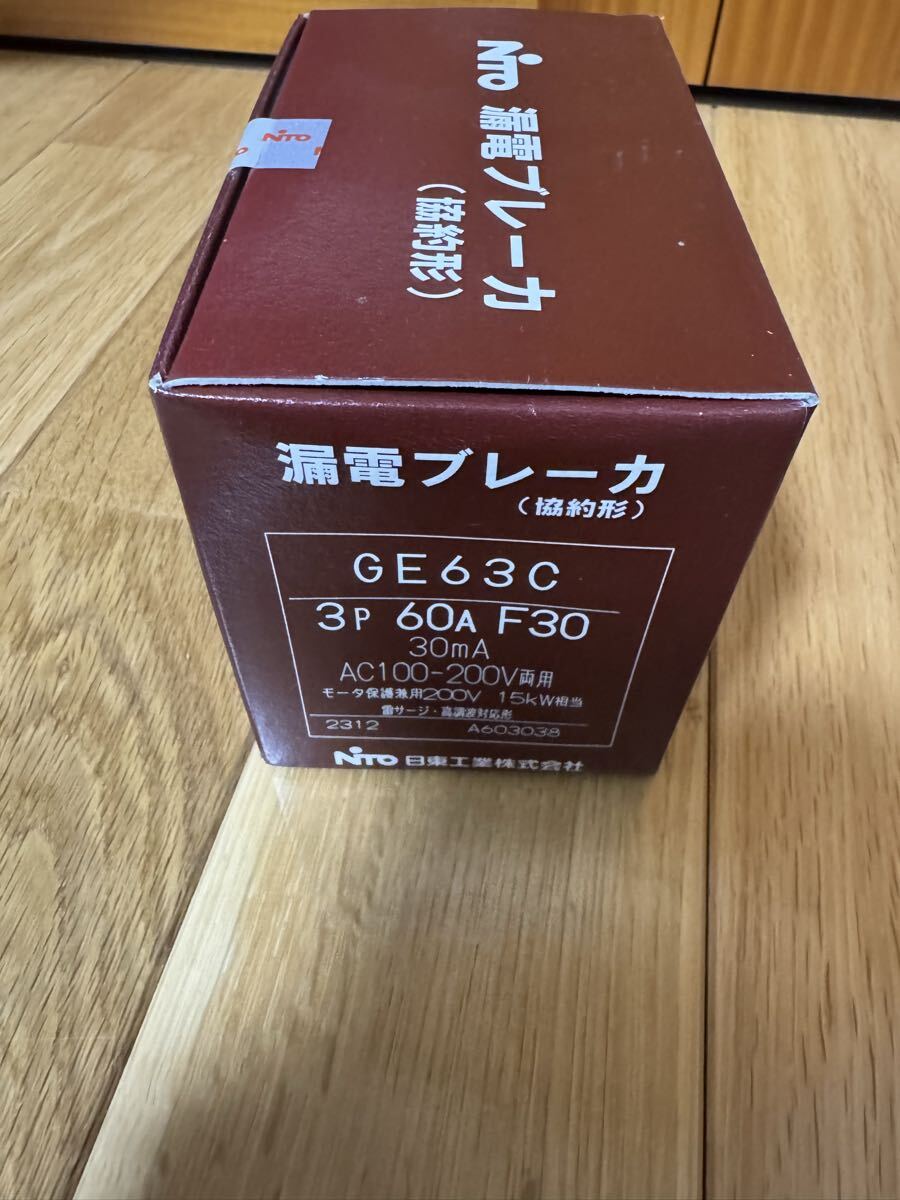 NiTO 漏電ブレーカ
（協約形）
NiTO
漏電ブレーカ
（協約形）
GE63C
3P 60A F30
30mA
AC100-200V両用
モータ保護兼用200V 15kW相当
雷サージ・高調波対応形
2312 A603038
NiTO 日東工業株式会社